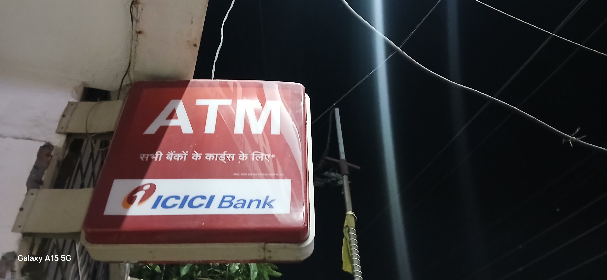 ATM
सभी बैंकों के कार्ड्स के लिए*
ICICI Bank
Galaxy A15 5G